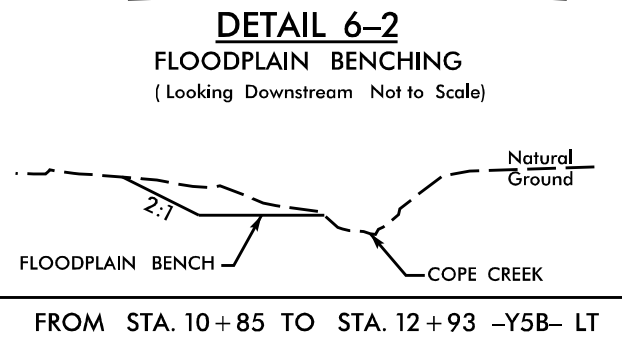 DETAIL 6–2
FLOODPLAIN BENCHING
( Looking Downstream Not to Scale)
Natural
Ground
2:1
FLOODPLAIN BENCH
COPE CREEK
FROM STA. 10+85 TO STA. 12+93 –Y5B– LT